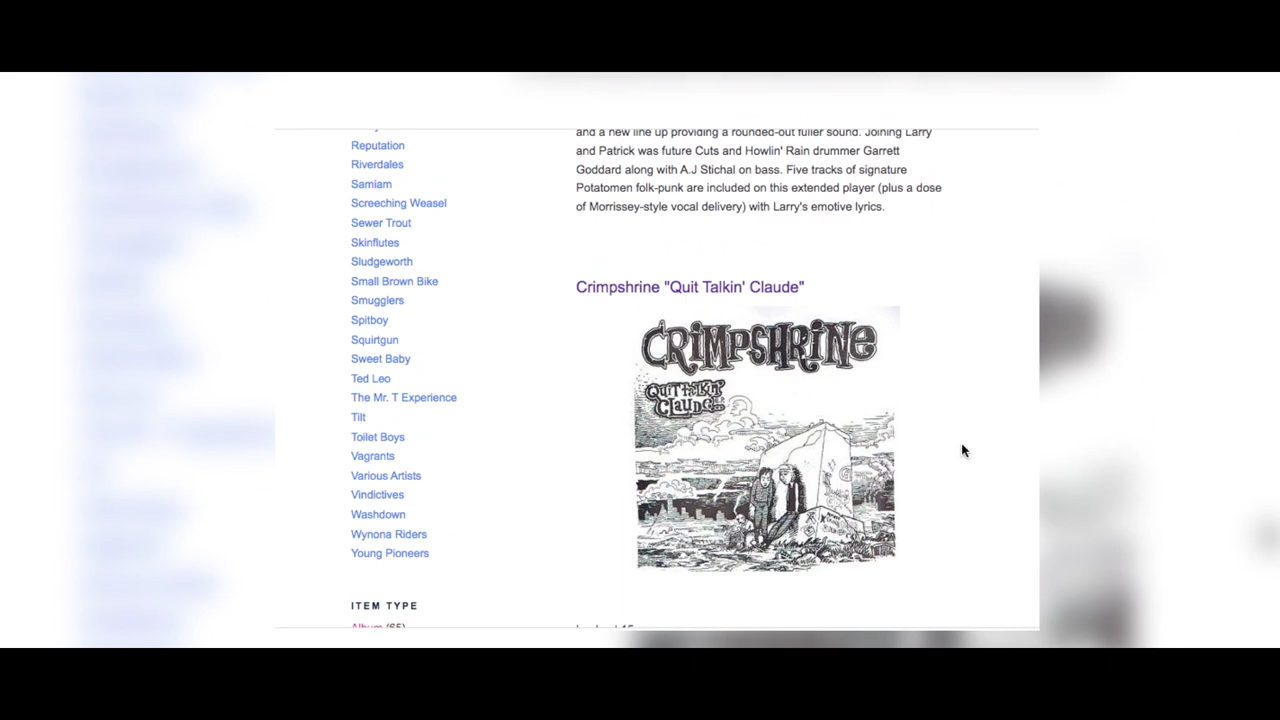 Reputation
Riverdales
Samiam
Screeching Weasel
Sewer Trout
Skinflutes
Sludgeworth
Small Brown Bike
Smugglers
Spitboy
Squirtgun
Sweet Baby
Ted Leo
The Mr. T Experience
Tilt
Toilet Boys
Vagrants
Various Artists
Vindictives
Washdown
Wynona Riders
Young Pioneers
ITEM TYPE
Album (65)
and a new line up providing a rounded-out fuller sound. Joining Larry
and Patrick was future Cuts and Howlin' Rain drummer Garrett
Goddard along with A.J Stichal on bass. Five tracks of signature
Potatomen folk-punk are included on this extended player (plus a dose
of Morrissey-style vocal delivery) with Larry's emotive lyrics.
Crimpshrine "Quit Talkin' Claude"
CRIMPSHRINE
QUIT TALKIN'
CLAUDE...